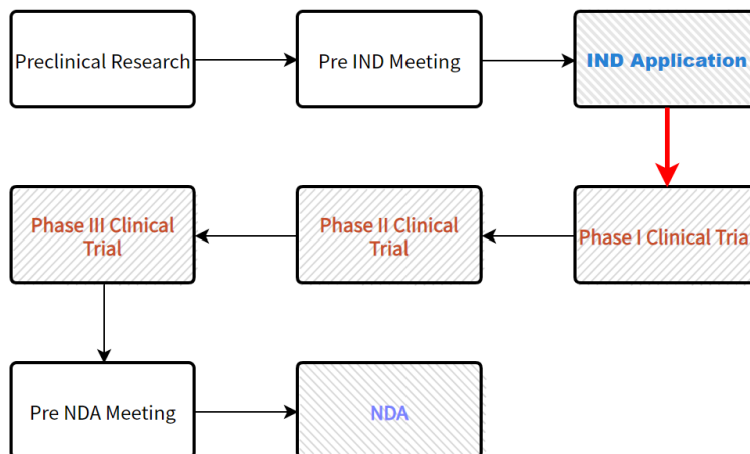 Preclinical Research
Pre IND Meeting
IND Application
Phase III Clinical
Trial
Phase II Clinical
Trial
Phase I Clinical Trial
Pre NDA Meeting
NDA